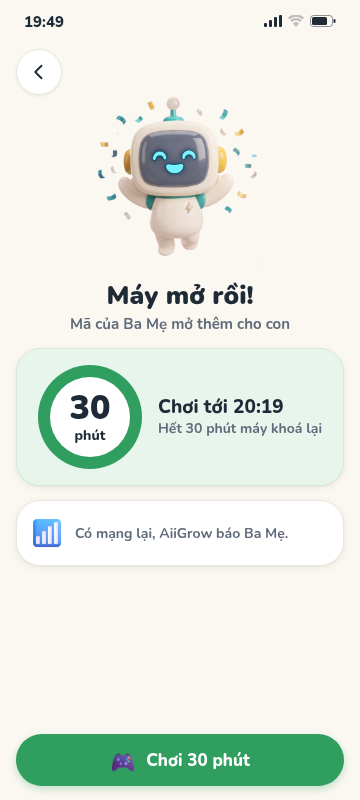 19:49
Máy mở rồi!
Mã của Ba Mẹ mở thêm cho con
30
phút
Chơi tới 20:19
Hết 30 phút máy khoá lại
Có mạng lại, AiiGrow báo Ba Mẹ.
Chơi 30 phút